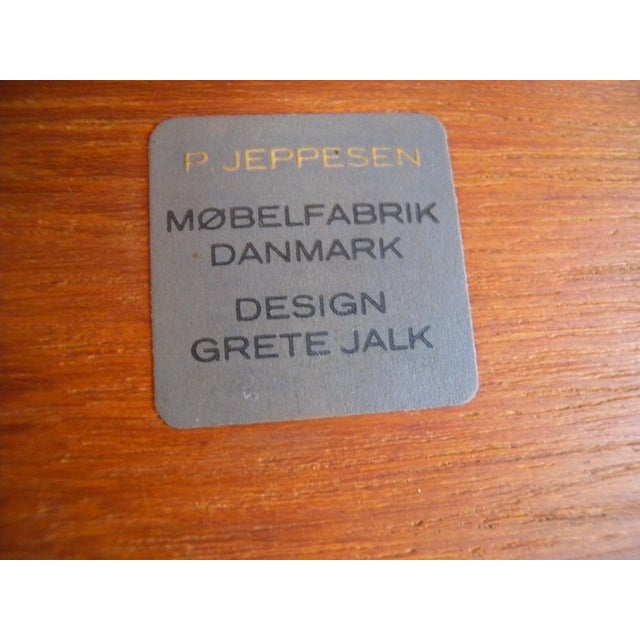 P. JEPPESEN
MØBELFABRIK
DANMARK
DESIGN
GRETE JALK